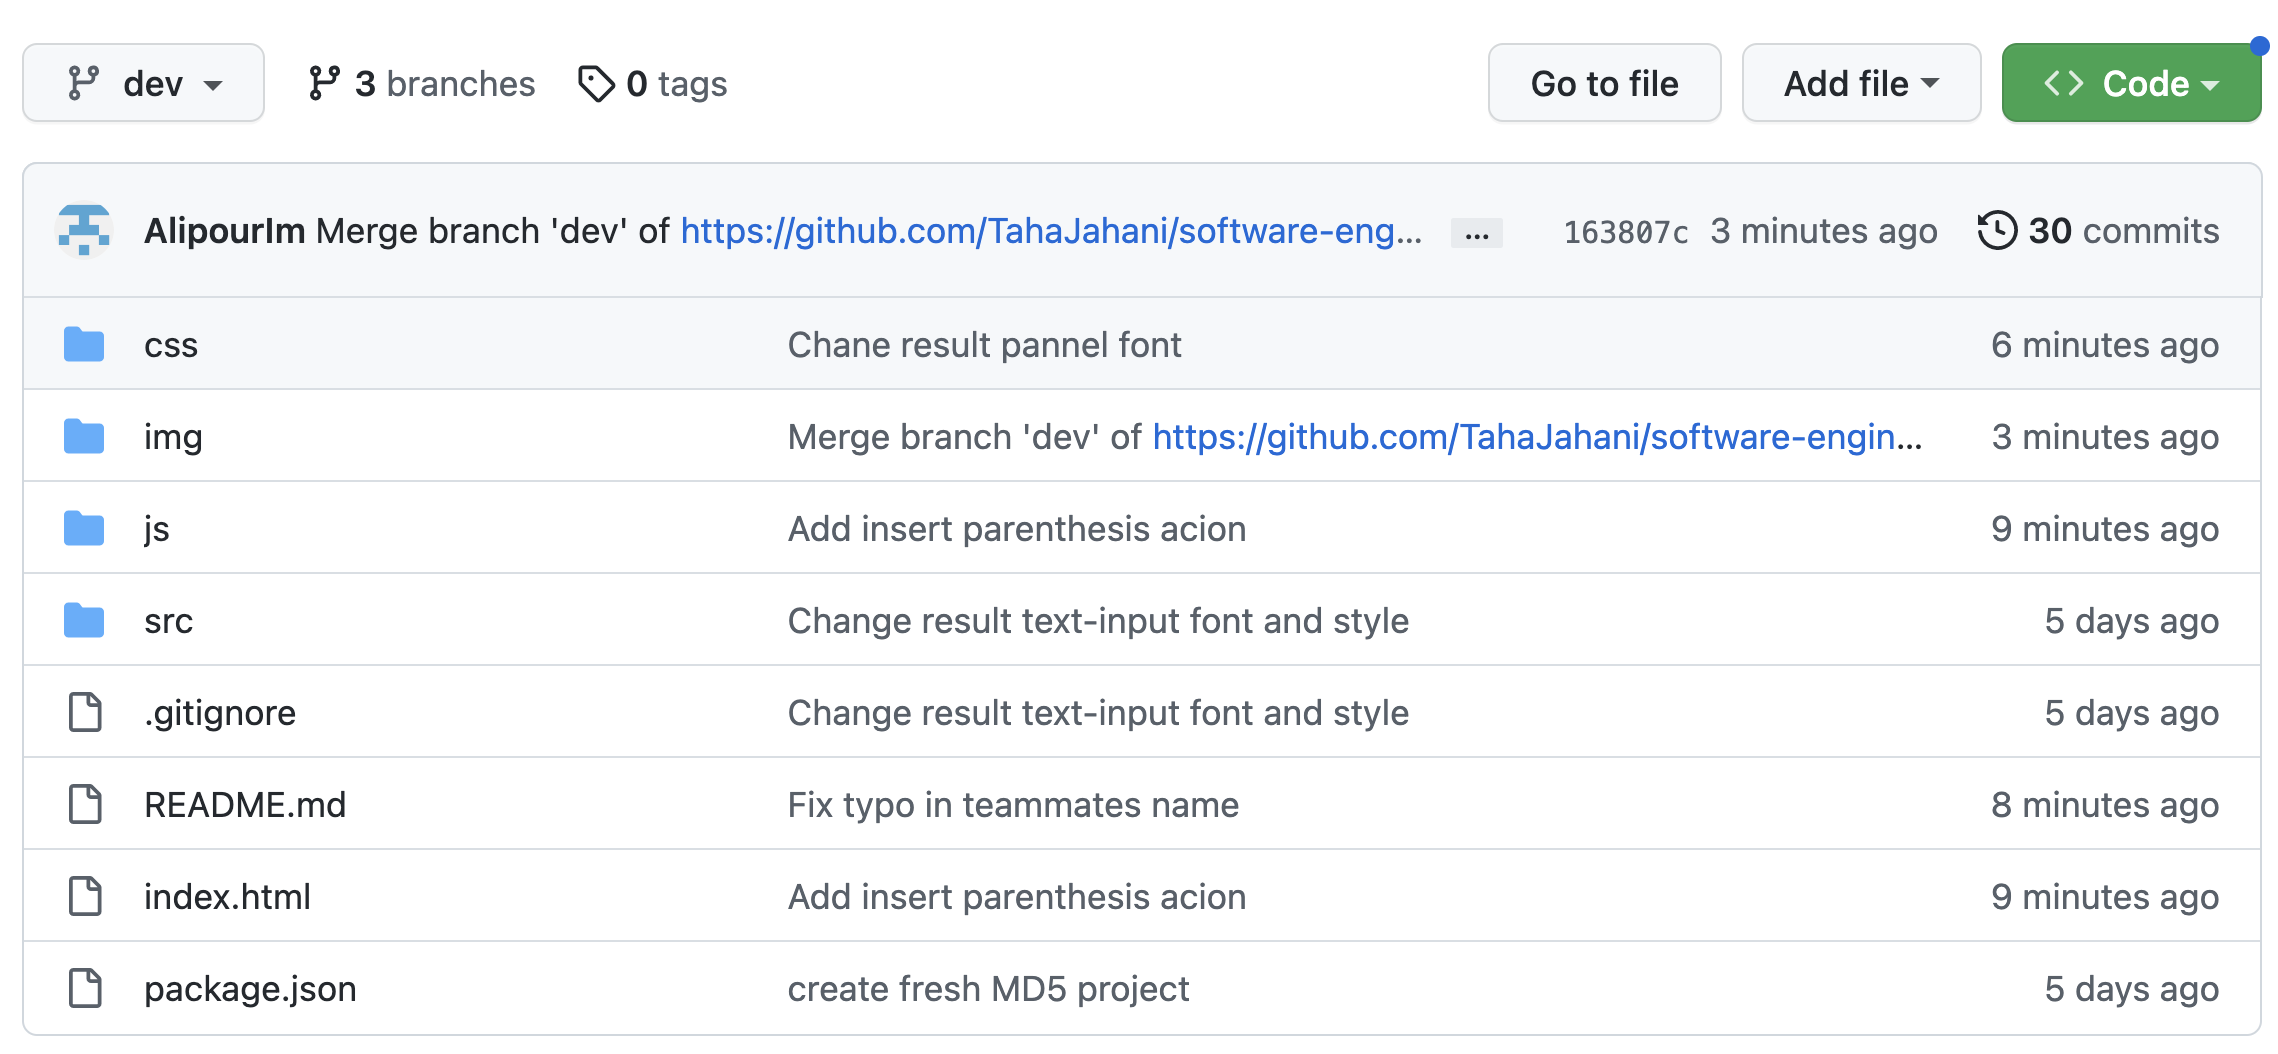 dev 3 branches 0 tags Go to file Add file Code
AlipourIm Merge branch 'dev' of https://github.com/TahaJahani/software-eng... ... 163807c 3 minutes ago 30 commits
css Chane result pannel font 6 minutes ago
img Merge branch 'dev' of https://github.com/TahaJahani/software-engin... 3 minutes ago
js Add insert parenthesis acion 9 minutes ago
src Change result text-input font and style 5 days ago
.gitignore Change result text-input font and style 5 days ago
README.md Fix typo in teammates name 8 minutes ago
index.html Add insert parenthesis acion 9 minutes ago
package.json create fresh MD5 project 5 days ago